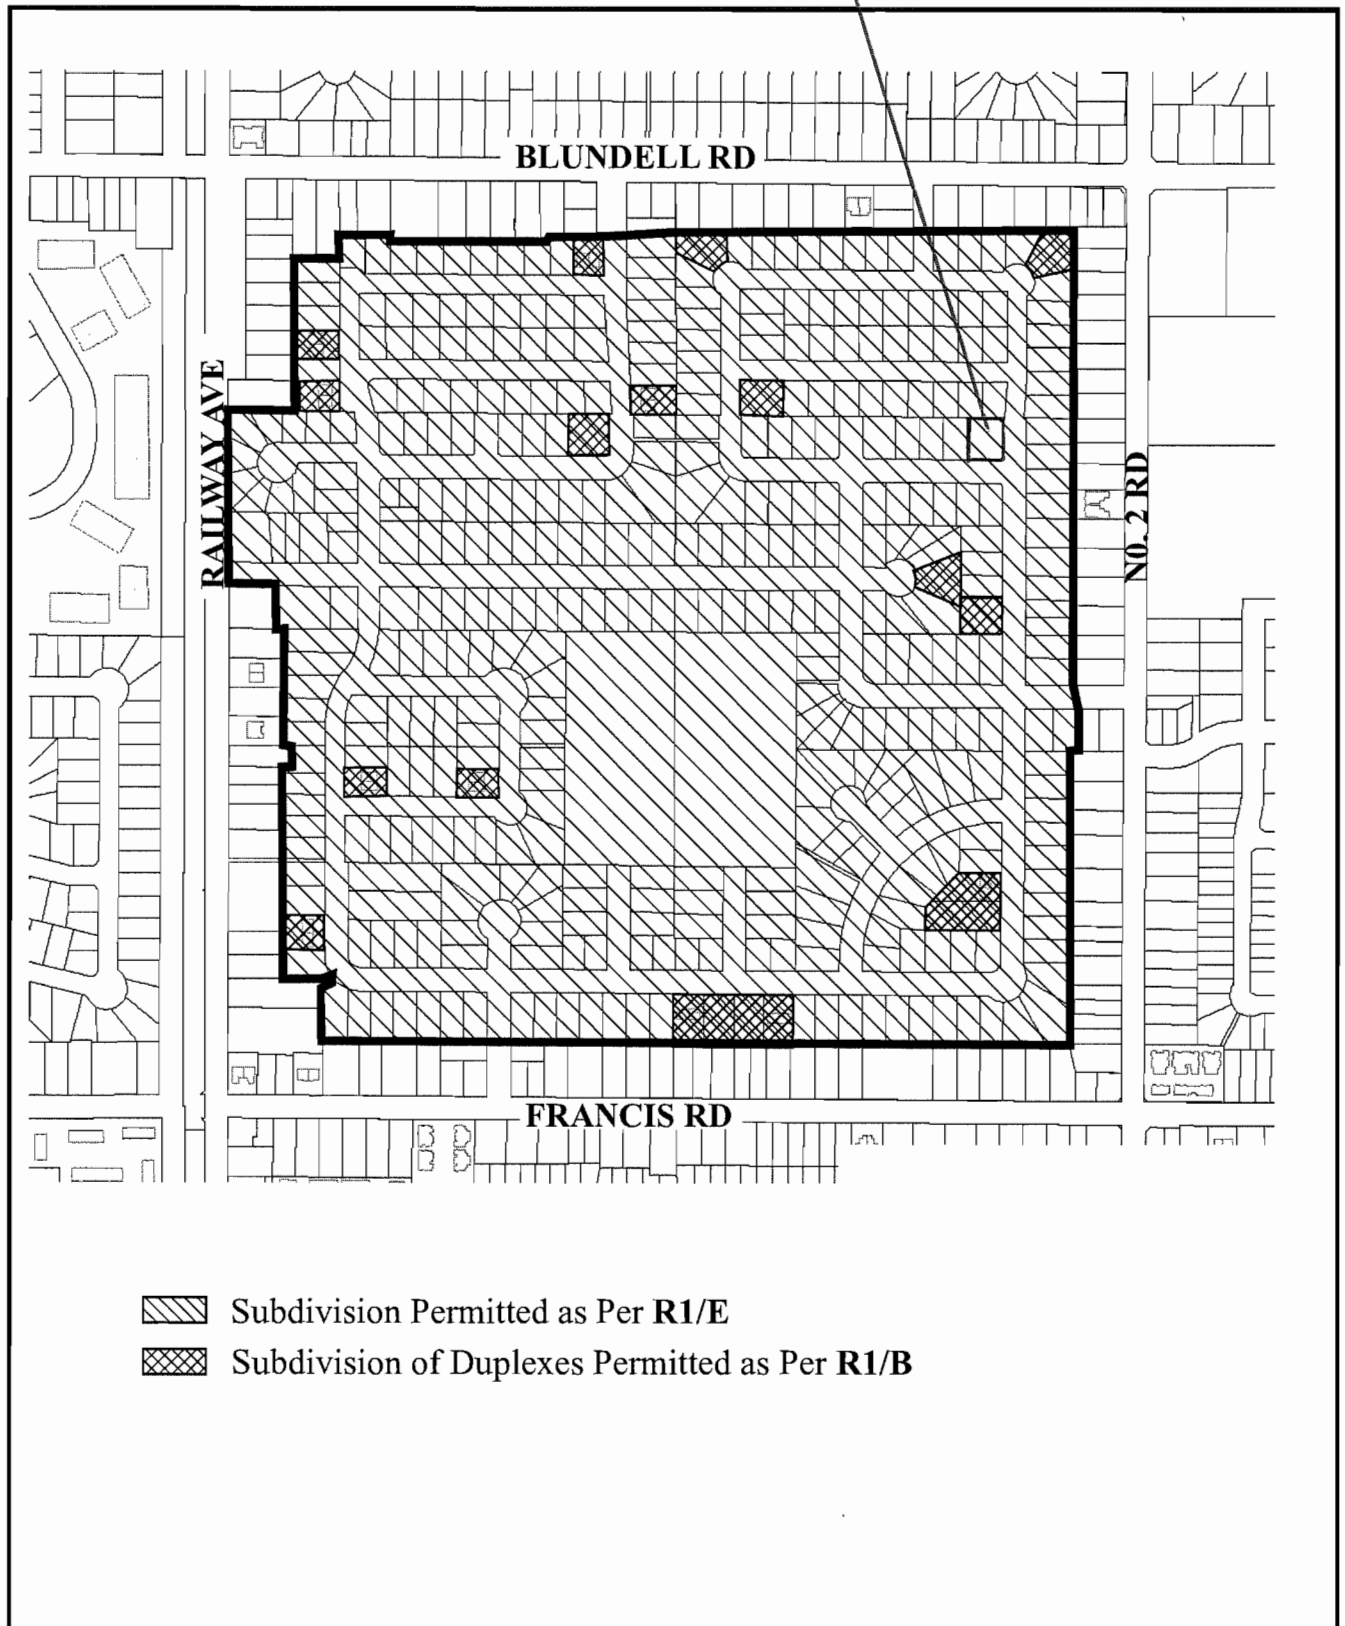 BLUNDELL RD
RAILWAY AVE
N0. 2 RD
FRANCIS RD
Subdivision Permitted as Per R1/E
Subdivision of Duplexes Permitted as Per R1/B